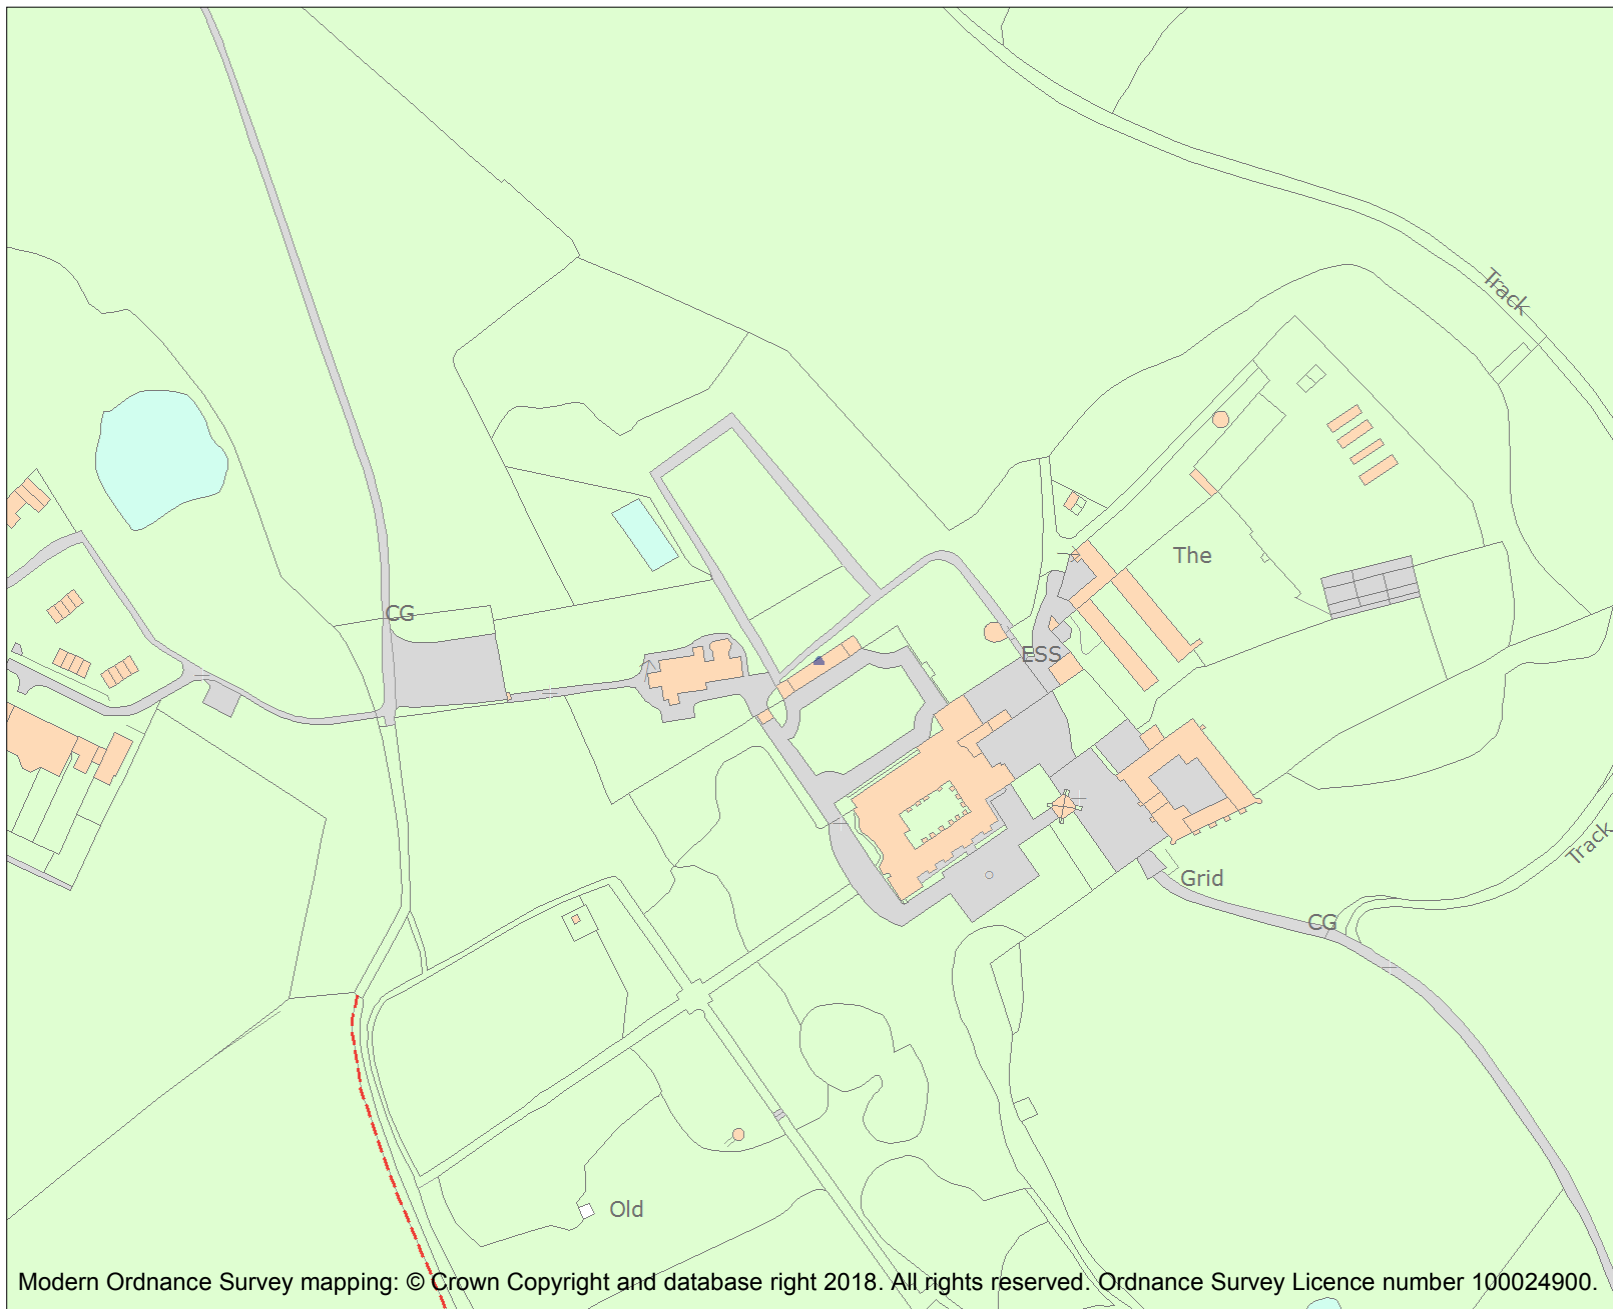 Track
The
CG
ESS
Track
Grid
CG
Old
Modern Ordnance Survey mapping: © Crown Copyright and database right 2018. All rights reserved. Ordnance Survey Licence number 100024900.